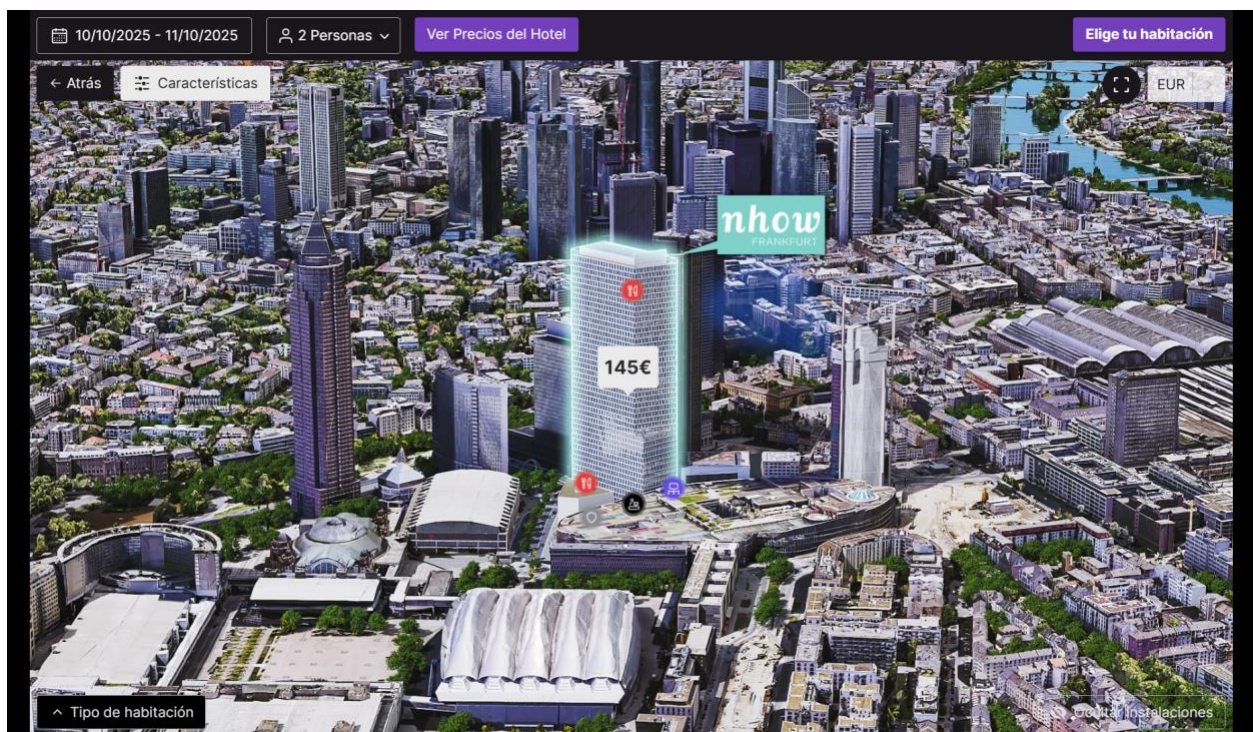 10/10/2025 - 11/10/2025
2 Personas
Ver Precios del Hotel
Elige tu habitación
← Atrás
Características
EUR
nhow
FRANKFURT
145€
Tipo de habitación
Ocultar instalaciones